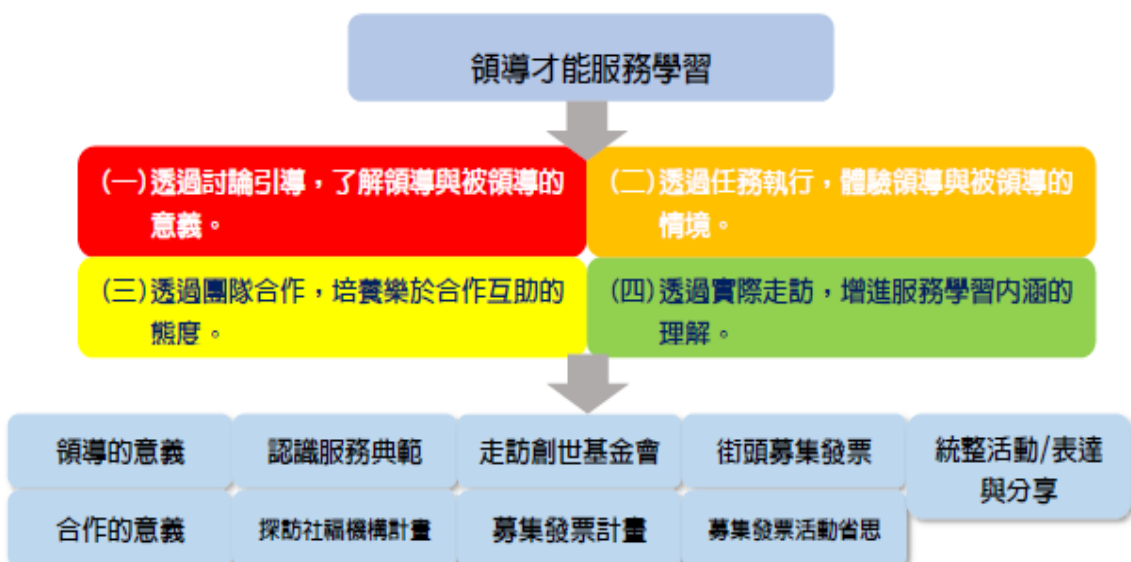 領導才能服務學習
(一)透過討論引導，了解領導與被領導的
意義。
(二)透過任務執行，體驗領導與被領導的
情境。
(三)透過團隊合作，培養樂於合作互助的
態度。
(四)透過實際走訪，增進服務學習內涵的
理解。
領導的意義
認識服務典範
走訪創世基金會
街頭募集發票
統整活動/表達
與分享
合作的意義
探訪社福機構計畫
募集發票計畫
募集發票活動省思